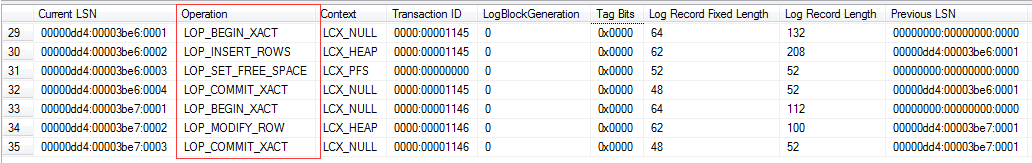 Current LSN Operation Context Transaction ID LogBlockGeneration Tag Bits Log Record Fixed Length Log Record Length Previous LSN
29 00000dd4:00003be6:0001 LOP_BEGIN_XACT LCX_NULL 0000:00001145 0 0x0000 64 132 00000000:00000000:0000
30 00000dd4:00003be6:0002 LOP_INSERT_ROWS LCX_HEAP 0000:00001145 0 0x0000 62 208 00000dd4:00003be6:0001
31 00000dd4:00003be6:0003 LOP_SET_FREE_SPACE LCX_PFS 0000:00000000 0 0x0000 52 52 00000000:00000000:0000
32 00000dd4:00003be6:0004 LOP_COMMIT_XACT LCX_NULL 0000:00001145 0 0x0000 48 52 00000dd4:00003be6:0001
33 00000dd4:00003be7:0001 LOP_BEGIN_XACT LCX_NULL 0000:00001146 0 0x0000 64 112 00000000:00000000:0000
34 00000dd4:00003be7:0002 LOP_MODIFY_ROW LCX_HEAP 0000:00001146 0 0x0000 62 100 00000dd4:00003be7:0001
35 00000dd4:00003be7:0003 LOP_COMMIT_XACT LCX_NULL 0000:00001146 0 0x0000 48 52 00000dd4:00003be7:0001